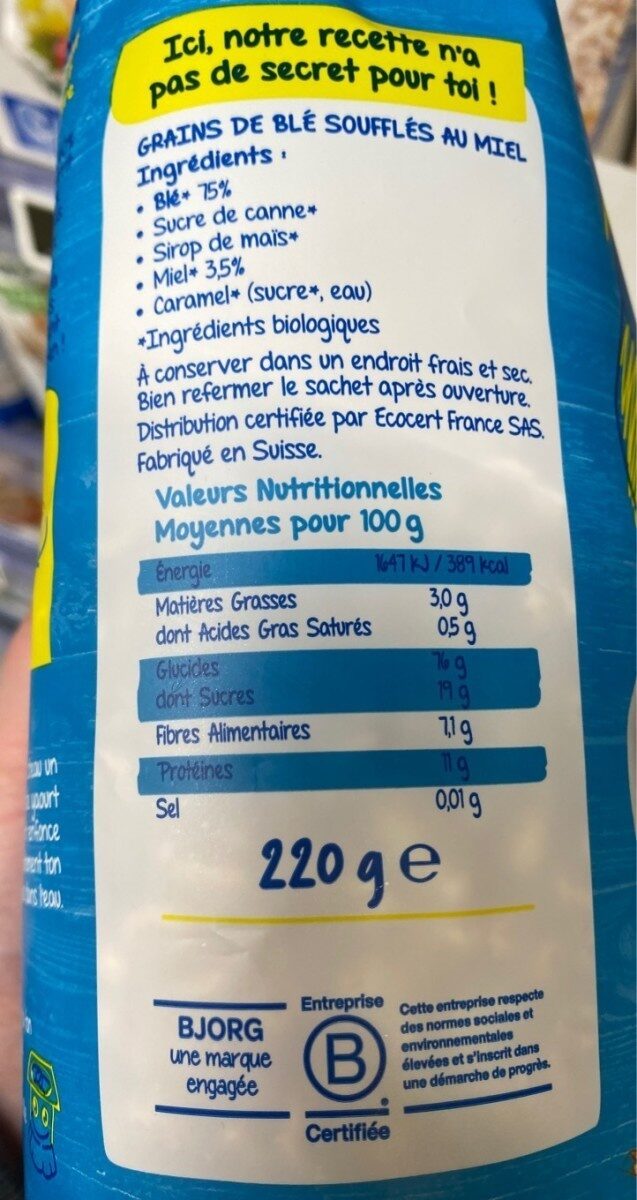 Ici, notre recette n'a
pas de secret pour toi !
GRAINS DE BLÉ SOUFFLÉS AU MIEL
Ingrédients :
• Blé* 75%
• Sucre de canne*
• Sirop de maïs*
• Miel* 3,5%
• Caramel* (sucre*, eau)
*Ingrédients biologiques
À conserver dans un endroit frais et sec.
Bien refermer le sachet après ouverture.
Distribution certifiée par Ecocert France SAS.
Fabriqué en Suisse.
Valeurs Nutritionnelles
Moyennes pour 100 g
Énergie 1647 kJ / 389 kcal
Matières Grasses 3,0 g
dont Acides Gras Saturés 0,5 g
Glucides 76 g
dont Sucres 19 g
Fibres Alimentaires 7,1 g
Protéines 11 g
Sel 0,01 g
220 g e
BJORG
une marque
engagée
Entreprise
B
Certifiée
Cette entreprise respecte
des normes sociales et
environnementales
élevées et s'inscrit dans
une démarche de progrès.
un
ton